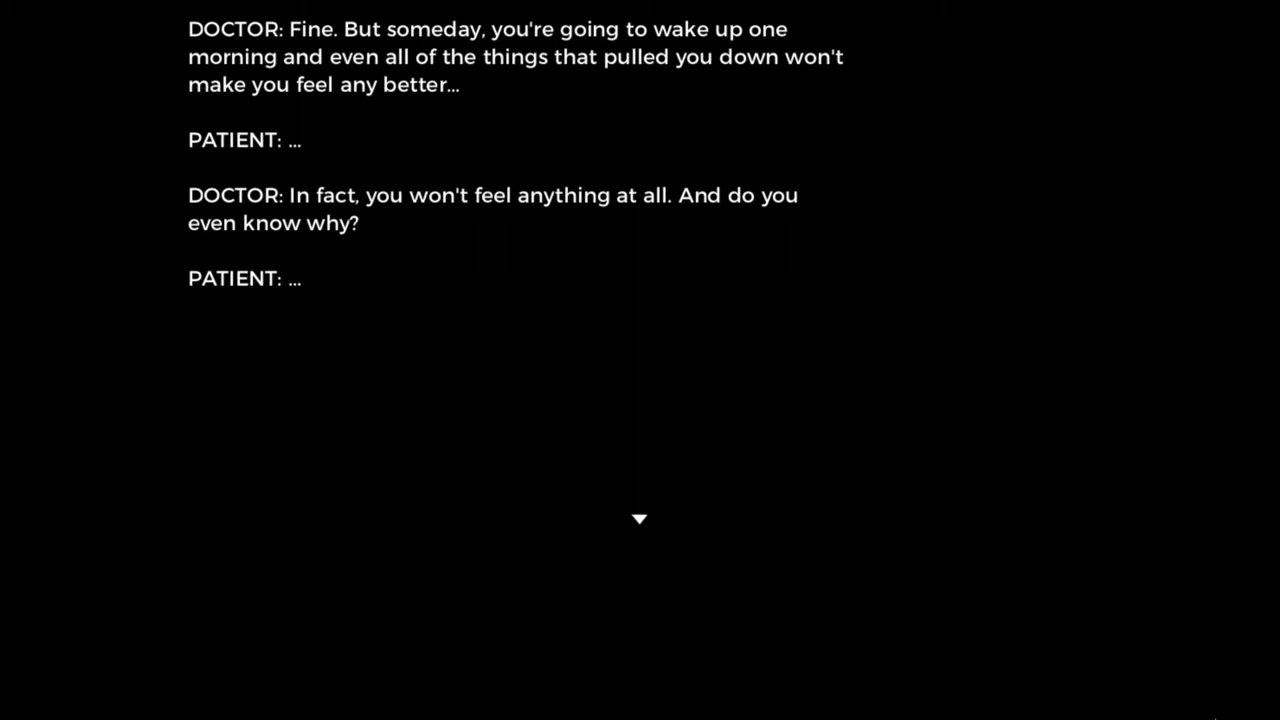 DOCTOR: Fine. But someday, you're going to wake up one
morning and even all of the things that pulled you down won't
make you feel any better...
PATIENT: ...
DOCTOR: In fact, you won't feel anything at all. And do you
even know why?
PATIENT: ...